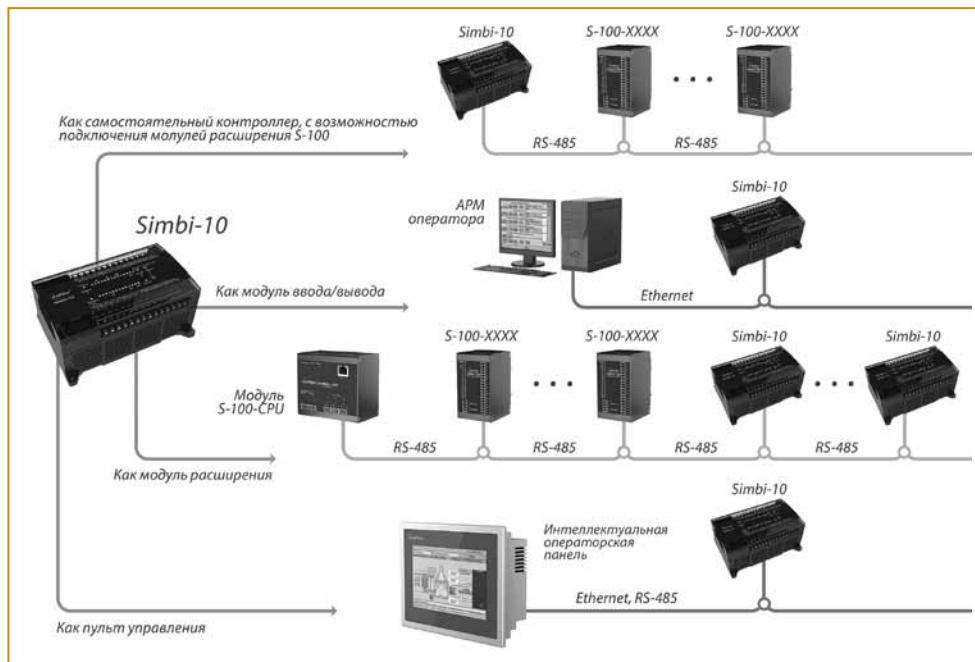 Simbi-10
S-100-XXXX
S-100-XXXX
Как самостоятельный контроллер, с возможностью
подключения молулей расширения S-100
RS-485
RS-485
Simbi-10
АРМ
оператора
Simbi-10
Как модуль ввода/вывода
Ethernet
S-100-XXXX
S-100-XXXX
Simbi-10
Simbi-10
Модуль
S-100-CPU
RS-485
RS-485
RS-485
RS-485
Как модуль расширения
Simbi-10
Интеллектуальная
операторская
панель
Ethernet, RS-485
Как пульт управления